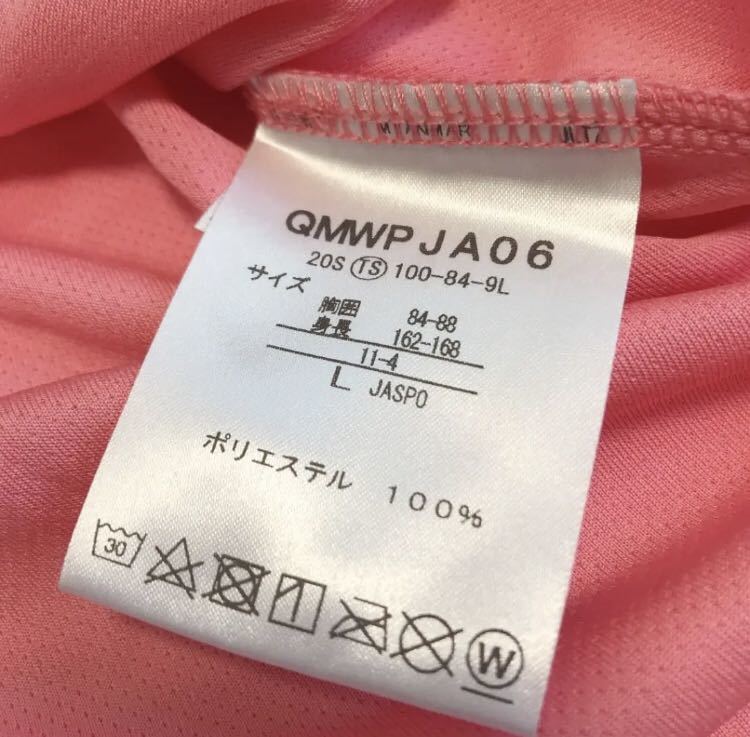 QMWPJA06
20S TS 100-84-9L
サイズ
胸囲 84-88
身長 162-168
11-4
L JASPO
ポリエステル 100%
30
W